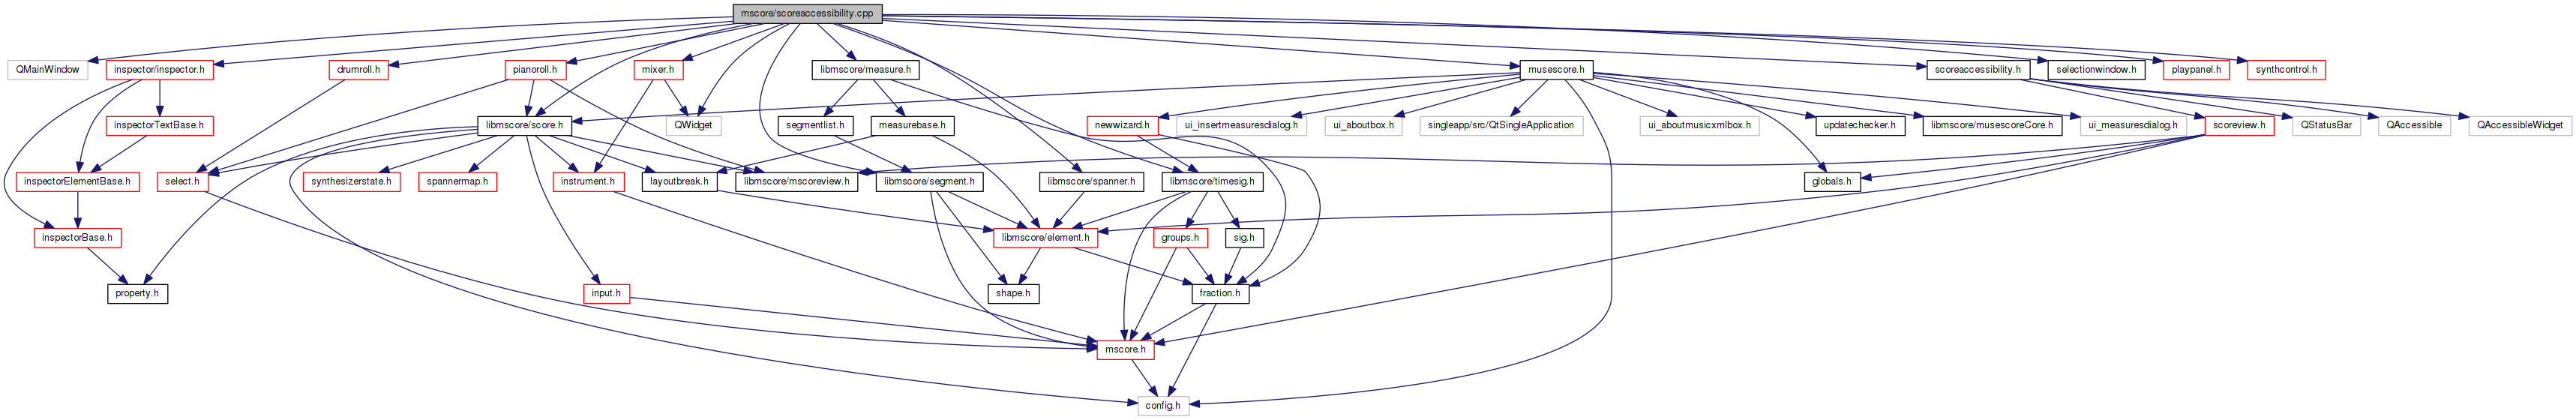 mscore/scoreaccessibility.cpp
QMainWindow
inspector/inspector.h
drumroll.h
pianoroll.h
mixer.h
libmscore/measure.h
musescore.h
scoreaccessibility.h
selectionwindow.h
playpanel.h
synthcontrol.h
inspectorTextBase.h
libmscore/score.h
QWidget
segmentlist.h
measurebase.h
newwizard.h
ui_insertmeasuresdialog.h
ui_aboutbox.h
singleapp/src/QtSingleApplication
ui_aboutmusicxmlbox.h
updatechecker.h
libmscore/musescoreCore.h
ui_measuresdialog.h
scoreview.h
QStatusBar
QAccessible
QAccessibleWidget
inspectorElementBase.h
select.h
synthesizerstate.h
spannermap.h
instrument.h
layoutbreak.h
libmscore/mscoreview.h
libmscore/segment.h
libmscore/spanner.h
libmscore/timesig.h
globals.h
inspectorBase.h
libmscore/element.h
groups.h
sig.h
property.h
input.h
shape.h
fraction.h
mscore.h
config.h